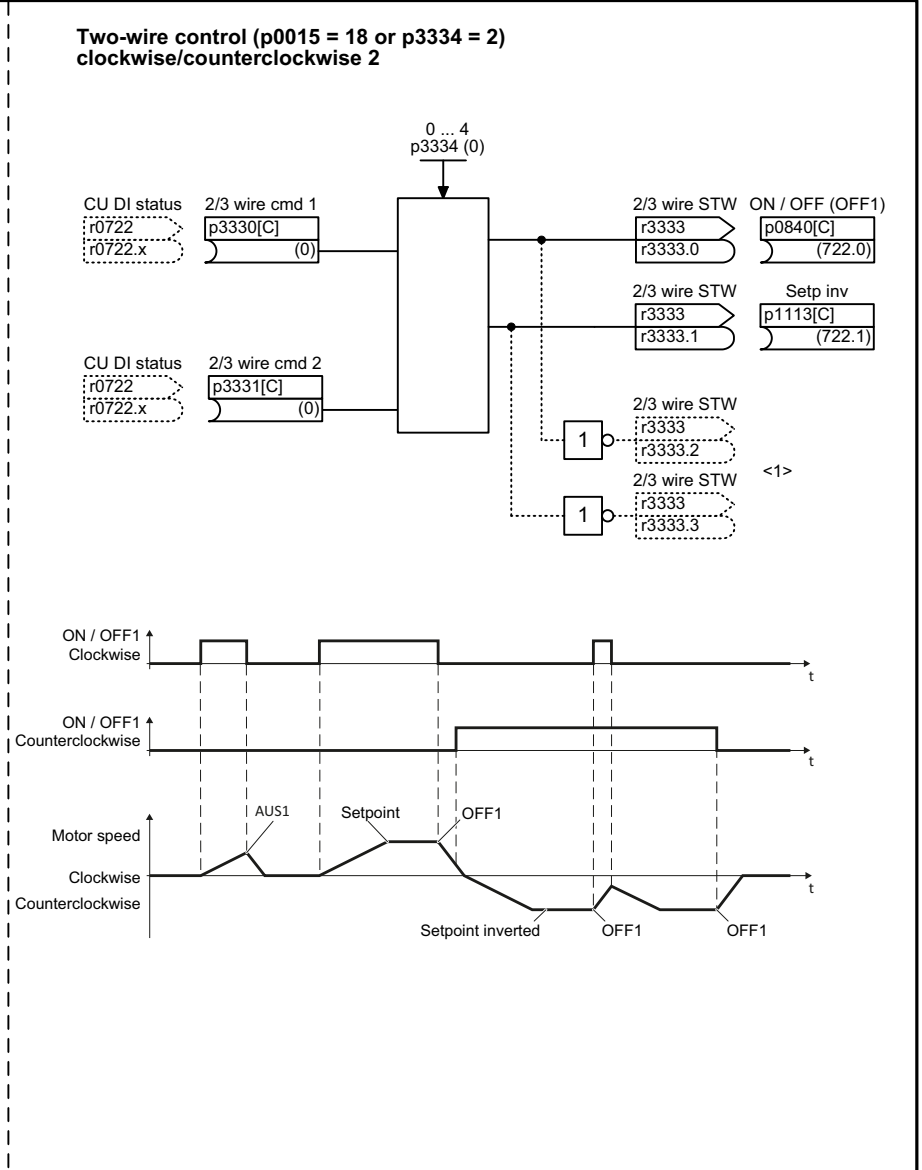 Two-wire control (p0015 = 18 or p3334 = 2)
clockwise/counterclockwise 2
0 ... 4
p3334 (0)
CU DI status
r0722
r0722.x
2/3 wire cmd 1
p3330[C]
(0)
2/3 wire STW
r3333
r3333.0
ON / OFF (OFF1)
p0840[C]
(722.0)
2/3 wire STW
r3333
r3333.1
Setp inv
p1113[C]
(722.1)
CU DI status
r0722
r0722.x
2/3 wire cmd 2
p3331[C]
(0)
1
2/3 wire STW
r3333
r3333.2
<1>
1
2/3 wire STW
r3333
r3333.3
ON / OFF1
Clockwise
t
ON / OFF1
Counterclockwise
t
Motor speed
AUS1
Setpoint
OFF1
Clockwise
Counterclockwise
t
Setpoint inverted
OFF1
OFF1